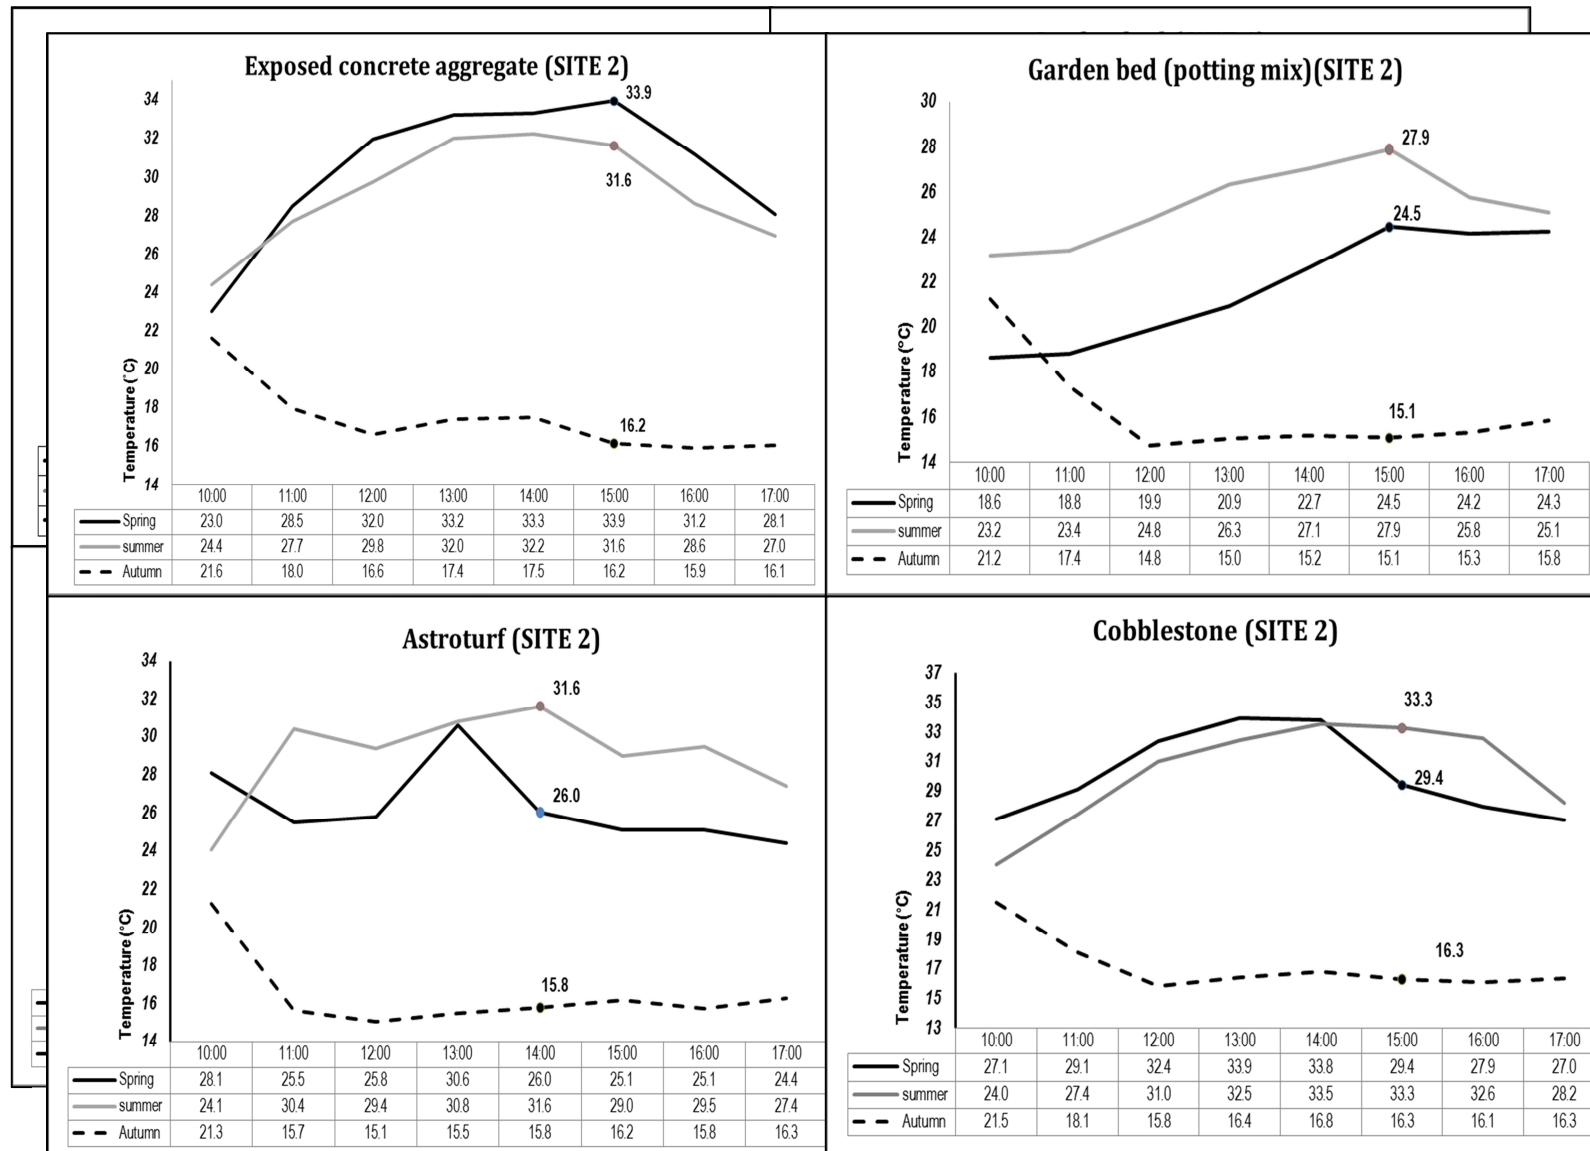 Exposed concrete aggregate (SITE 2)
34
32
30
28
26
24
22
20
18
16
14
Temperature (°C)
33.9
31.6
16.2
10:00 11:00 12:00 13:00 14:00 15:00 16:00 17:00
Spring 23.0 28.5 32.0 33.2 33.3 33.9 31.2 28.1
summer 24.4 27.7 29.8 32.0 32.2 31.6 28.6 27.0
Autumn 21.6 18.0 16.6 17.4 17.5 16.2 15.9 16.1
Garden bed (potting mix)(SITE 2)
30
28
26
24
22
20
18
16
14
Temperature (°C)
27.9
24.5
15.1
10:00 11:00 12:00 13:00 14:00 15:00 16:00 17:00
Spring 18.6 18.8 19.9 20.9 22.7 24.5 24.2 24.3
summer 23.2 23.4 24.8 26.3 27.1 27.9 25.8 25.1
Autumn 21.2 17.4 14.8 15.0 15.2 15.1 15.3 15.8
Astroturf (SITE 2)
34
32
30
28
26
24
22
20
18
16
14
Temperature (°C)
31.6
26.0
15.8
10:00 11:00 12:00 13:00 14:00 15:00 16:00 17:00
Spring 28.1 25.5 25.8 30.6 26.0 25.1 25.1 24.4
summer 24.1 30.4 29.4 30.8 31.6 29.0 29.5 27.4
Autumn 21.3 15.7 15.1 15.5 15.8 16.2 15.8 16.3
Cobblestone (SITE 2)
37
35
33
31
29
27
25
23
21
19
17
15
13
Temperature (°C)
33.3
29.4
16.3
10:00 11:00 12:00 13:00 14:00 15:00 16:00 17:00
Spring 27.1 29.1 32.4 33.9 33.8 29.4 27.9 27.0
summer 24.0 27.4 31.0 32.5 33.5 33.3 32.6 28.2
Autumn 21.5 18.1 15.8 16.4 16.8 16.3 16.1 16.3